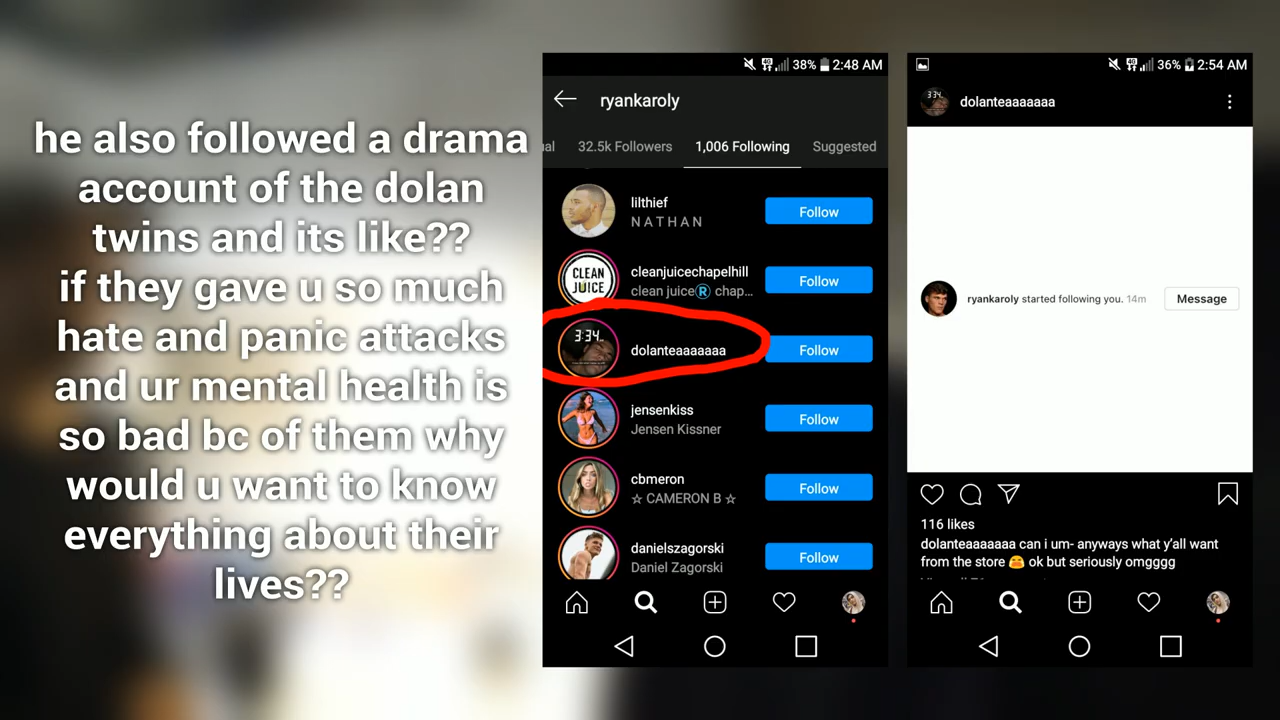 he also followed a drama
account of the dolan
twins and its like??
if they gave u so much
hate and panic attacks
and ur mental health is
so bad bc of them why
would u want to know
everything about their
lives??
4G 38% 2:48 AM
ryankaroly
ual 32.5k Followers 1,006 Following Suggested
lilthief
N A T H A N
Follow
CLEAN
JUICE
cleanjuicechapelhill
clean juice®️ chap...
Follow
3:34
dolanteaaaaaaa
Follow
jensenkiss
Jensen Kissner
Follow
cbmeron
☆ CAMERON B ☆
Follow
danielszagorski
Daniel Zagorski
Follow
4G 36% 2:54 AM
334
dolanteaaaaaaa
ryankaroly started following you. 14m
Message
116 likes
dolanteaaaaaaa can i um- anyways what y'all want
from the store 😫 ok but seriously omgggg